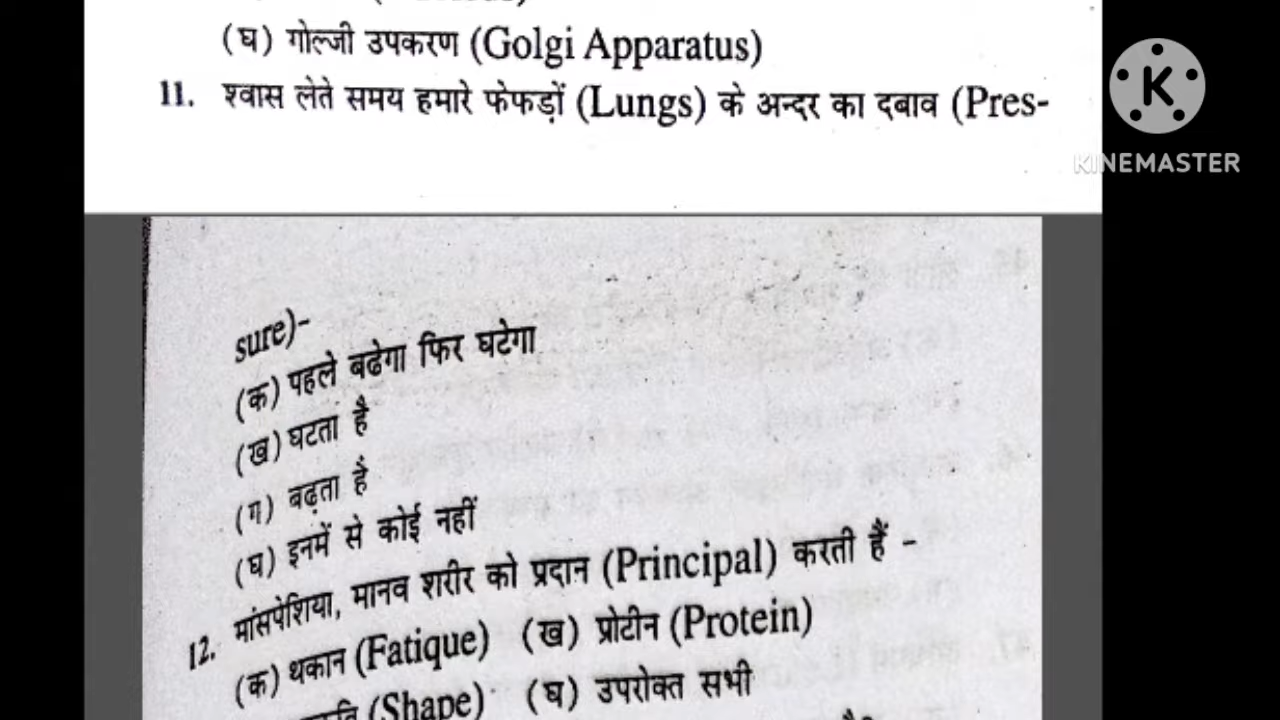 (घ) गोल्जी उपकरण (Golgi Apparatus)
11. श्वास लेते समय हमारे फेफड़ों (Lungs) के अन्दर का दबाव (Pres-
KINEMASTER
sure)-
(क) पहले बढेगा फिर घटेगा
(ख) घटता है
(ग) बढ़ता है
(घ) इनमें से कोई नहीं
12. मांसपेशिया, मानव शरीर को प्रदान (Principal) करती हैं -
(क) थकान (Fatique) (ख) प्रोटीन (Protein)
(Shape) (घ) उपरोक्त सभी